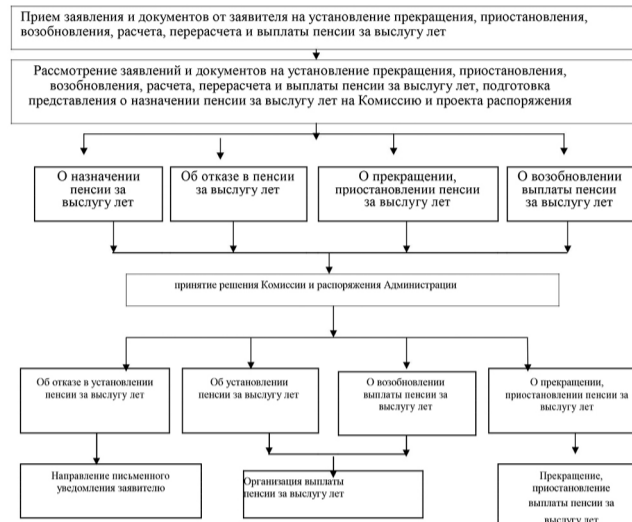 Прием заявления и документов от заявителя на установление прекращения, приостановления,
возобновления, расчета, перерасчета и выплаты пенсии за выслугу лет
Рассмотрение заявлений и документов на установление прекращения, приостановления,
возобновления, расчета, перерасчета и выплаты пенсии за выслугу лет, подготовка
представления о назначении пенсии за выслугу лет на Комиссию и проекта распоряжения
О назначении
пенсии за
выслугу лет
Об отказе в пенсии
за выслугу лет
О прекращении,
приостановлении пенсии
за выслугу лет
О возобновлении
выплаты пенсии
за выслугу лет
принятие решения Комиссии и распоряжения Администрации
Об отказе в установлении
пенсии за выслугу лет
Об установлении
пенсии за выслугу лет
О возобновлении
выплаты пенсии за
выслугу лет
О прекращении,
приостановлении пенсии за
выслугу лет
Направление письменного
уведомления заявителю
Организация выплаты
пенсии за выслугу лет
Прекращение,
приостановление
выплаты пенсии за
выслугу лет